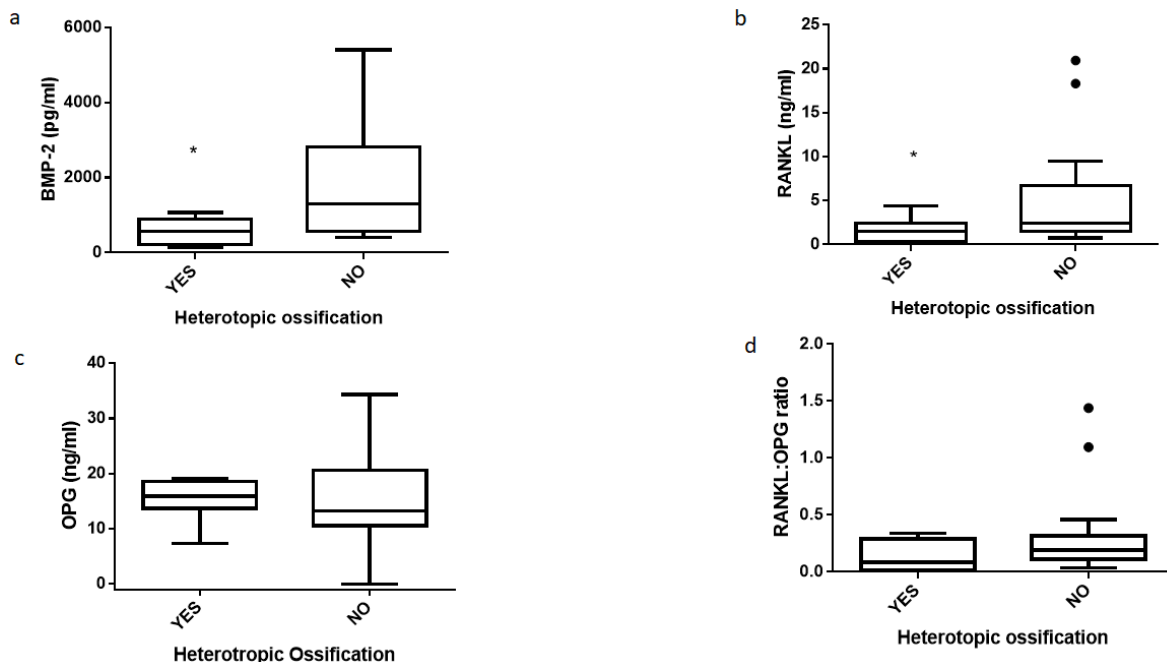 a
BMP-2 (pg/ml)
6000
4000
2000
0
*
YES
NO
Heterotopic ossification
b
RANKL (ng/ml)
25
20
15
10
5
0
*
YES
NO
Heterotopic ossification
c
OPG (ng/ml)
40
30
20
10
0
YES
NO
Heterotropic Ossification
d
RANKL:OPG ratio
2.0
1.5
1.0
0.5
0.0
YES
NO
Heterotopic ossification